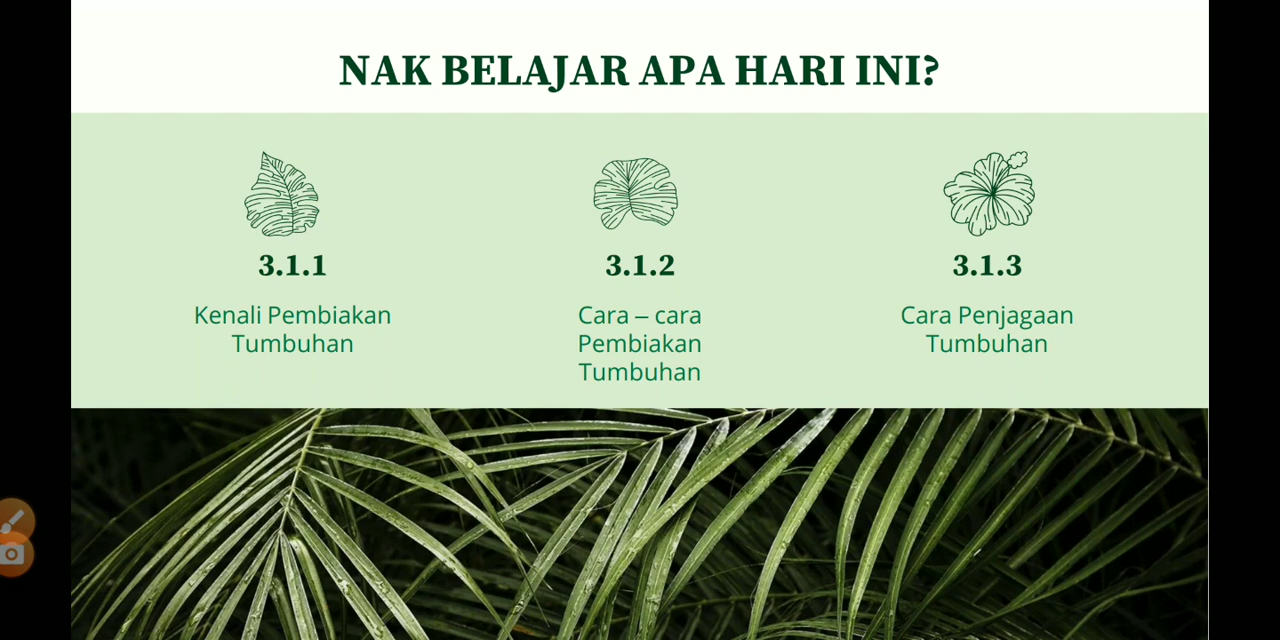 NAK BELAJAR APA HARI INI?
3.1.1
Kenali Pembiakan
Tumbuhan
3.1.2
Cara – cara
Pembiakan
Tumbuhan
3.1.3
Cara Penjagaan
Tumbuhan